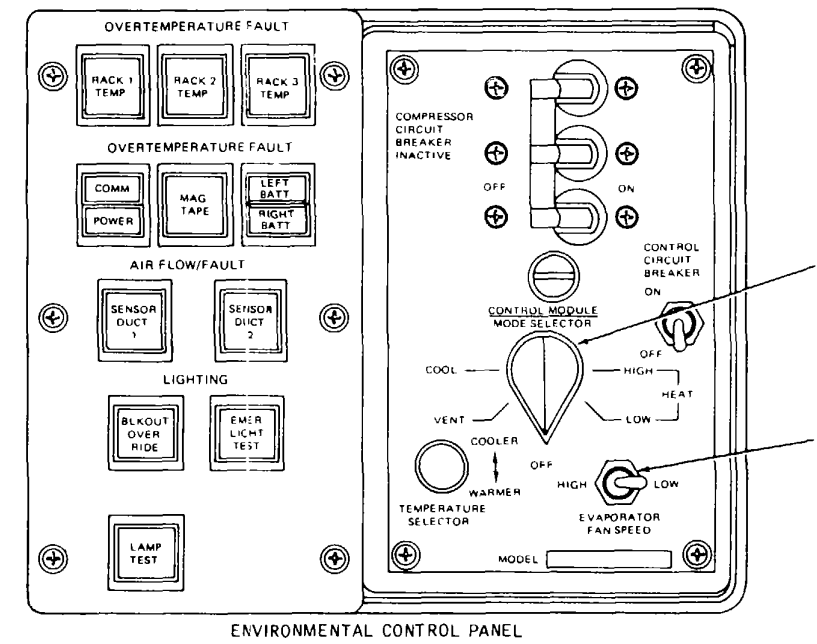 OVERTEMPERATURE FAULT
RACK 1
TEMP
RACK 2
TEMP
RACK 3
TEMP
OVERTEMPERATURE FAULT
COMM
POWER
MAG
TAPE
LEFT
BATT
RIGHT
BATT
AIR FLOW/FAULT
SENSOR
DUCT
1
SENSOR
DUCT
2
LIGHTING
BLKOUT
OVER
RIDE
EMER
LIGHT
TEST
LAMP
TEST
COMPRESSOR
CIRCUIT
BREAKER
INACTIVE
OFF
ON
CONTROL
CIRCUIT
BREAKER
ON
OFF
CONTROL MODULE
MODE SELECTOR
COOL
HIGH
HEAT
VENT
LOW
OFF
COOLER
WARMER
TEMPERATURE
SELECTOR
HIGH
LOW
EVAPORATOR
FAN SPEED
MODEL
ENVIRONMENTAL CONTROL PANEL